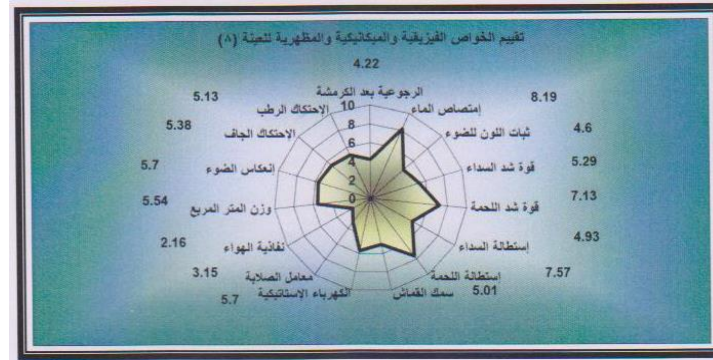 تقييم الخواص الفيزيقية والميكانيكية والمظهرية للعينة (٨)
4.22
الرجوعية بعد الكرمشة
8.19
إمتصاص الماء
4.6
ثبات اللون للضوء
5.29
قوة شد السداء
7.13
قوة شد اللحمة
4.93
إستطالة السداء
7.57
إستطالة اللحمة
5.01
سمك القماش
الكهرباء الإستاتيكية
5.7
معامل الصلابة
3.15
نفاذية الهواء
2.16
وزن المتر المربع
5.54
إنعكاس الضوء
5.7
الإحتكاك الجاف
5.38
الإحتكاك الرطب
5.13
10
8
6
4
2
0